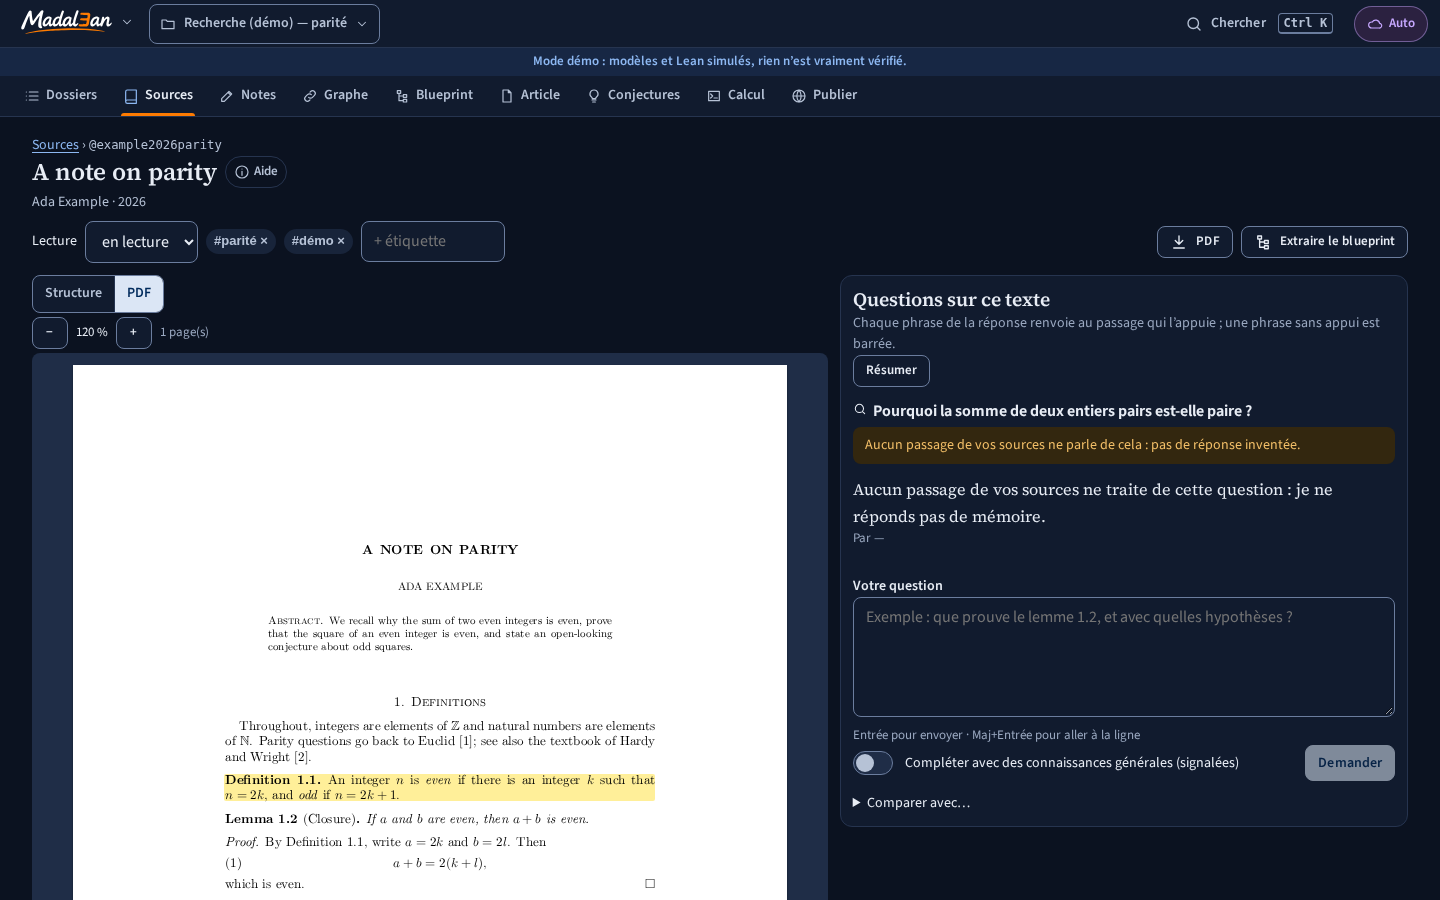 Madal3an
Recherche (démo) — parité
Chercher
Ctrl K
Auto
Mode démo : modèles et Lean simulés, rien n'est vraiment vérifié.
Dossiers
Sources
Notes
Graphe
Blueprint
Article
Conjectures
Calcul
Publier
Sources › @example2026parity
A note on parity
Aide
Ada Example · 2026
Lecture
en lecture
#parité ×
#démo ×
+ étiquette
PDF
Extraire le blueprint
Structure
PDF
−
120 %
+
1 page(s)
A NOTE ON PARITY
ADA EXAMPLE
Abstract. We recall why the sum of two even integers is even, prove
that the square of an even integer is even, and state an open-looking
conjecture about odd squares.
1. Definitions
Throughout, integers are elements of ℤ and natural numbers are elements
of ℕ. Parity questions go back to Euclid [1]; see also the textbook of Hardy
and Wright [2].
Definition 1.1. An integer n is even if there is an integer k such that
n = 2k, and odd if n = 2k + 1.
Lemma 1.2 (Closure). If a and b are even, then a + b is even.
Proof. By Definition 1.1, write a = 2k and b = 2l. Then
(1) a + b = 2(k + l),
which is even. □
Questions sur ce texte
Chaque phrase de la réponse renvoie au passage qui l'appuie ; une phrase sans appui est
barrée.
Résumer
Pourquoi la somme de deux entiers pairs est-elle paire ?
Aucun passage de vos sources ne parle de cela : pas de réponse inventée.
Aucun passage de vos sources ne traite de cette question : je ne
réponds pas de mémoire.
Par —
Votre question
Exemple : que prouve le lemme 1.2, et avec quelles hypothèses ?
Entrée pour envoyer · Maj+Entrée pour aller à la ligne
Compléter avec des connaissances générales (signalées)
Demander
Comparer avec…